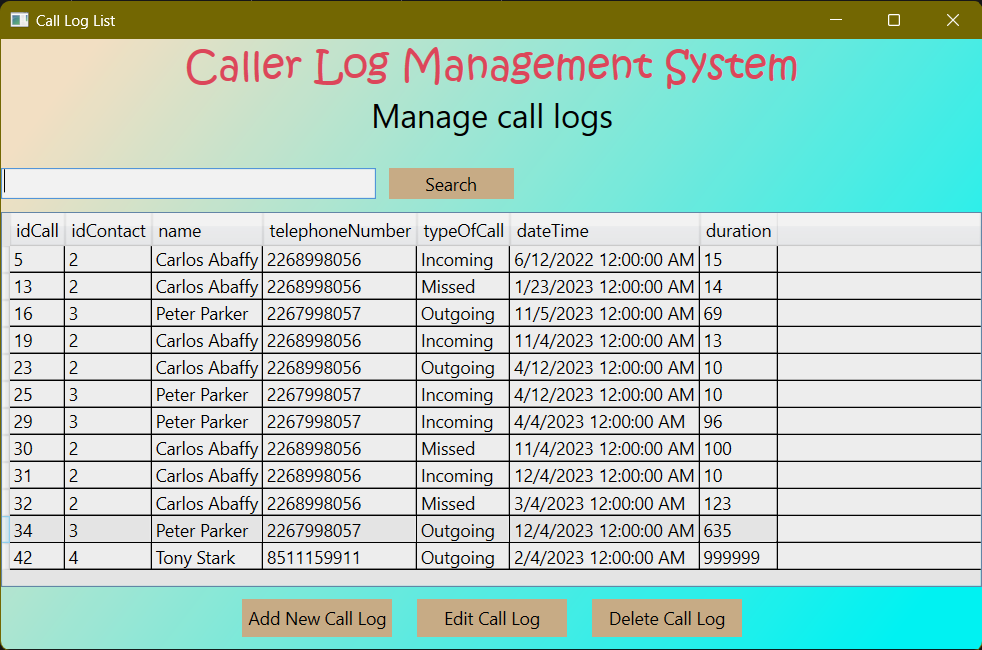 Call Log List
Caller Log Management System
Manage call logs
Search
idCall idContact name telephoneNumber typeOfCall dateTime duration
5 2 Carlos Abaffy 2268998056 Incoming 6/12/2022 12:00:00 AM 15
13 2 Carlos Abaffy 2268998056 Missed 1/23/2023 12:00:00 AM 14
16 3 Peter Parker 2267998057 Outgoing 11/5/2023 12:00:00 AM 69
19 2 Carlos Abaffy 2268998056 Incoming 11/4/2023 12:00:00 AM 13
23 2 Carlos Abaffy 2268998056 Outgoing 4/12/2023 12:00:00 AM 10
25 3 Peter Parker 2267998057 Incoming 4/12/2023 12:00:00 AM 10
29 3 Peter Parker 2267998057 Incoming 4/4/2023 12:00:00 AM 96
30 2 Carlos Abaffy 2268998056 Missed 11/4/2023 12:00:00 AM 100
31 2 Carlos Abaffy 2268998056 Incoming 12/4/2023 12:00:00 AM 10
32 2 Carlos Abaffy 2268998056 Missed 3/4/2023 12:00:00 AM 123
34 3 Peter Parker 2267998057 Outgoing 12/4/2023 12:00:00 AM 635
42 4 Tony Stark 8511159911 Outgoing 2/4/2023 12:00:00 AM 999999
Add New Call Log Edit Call Log Delete Call Log